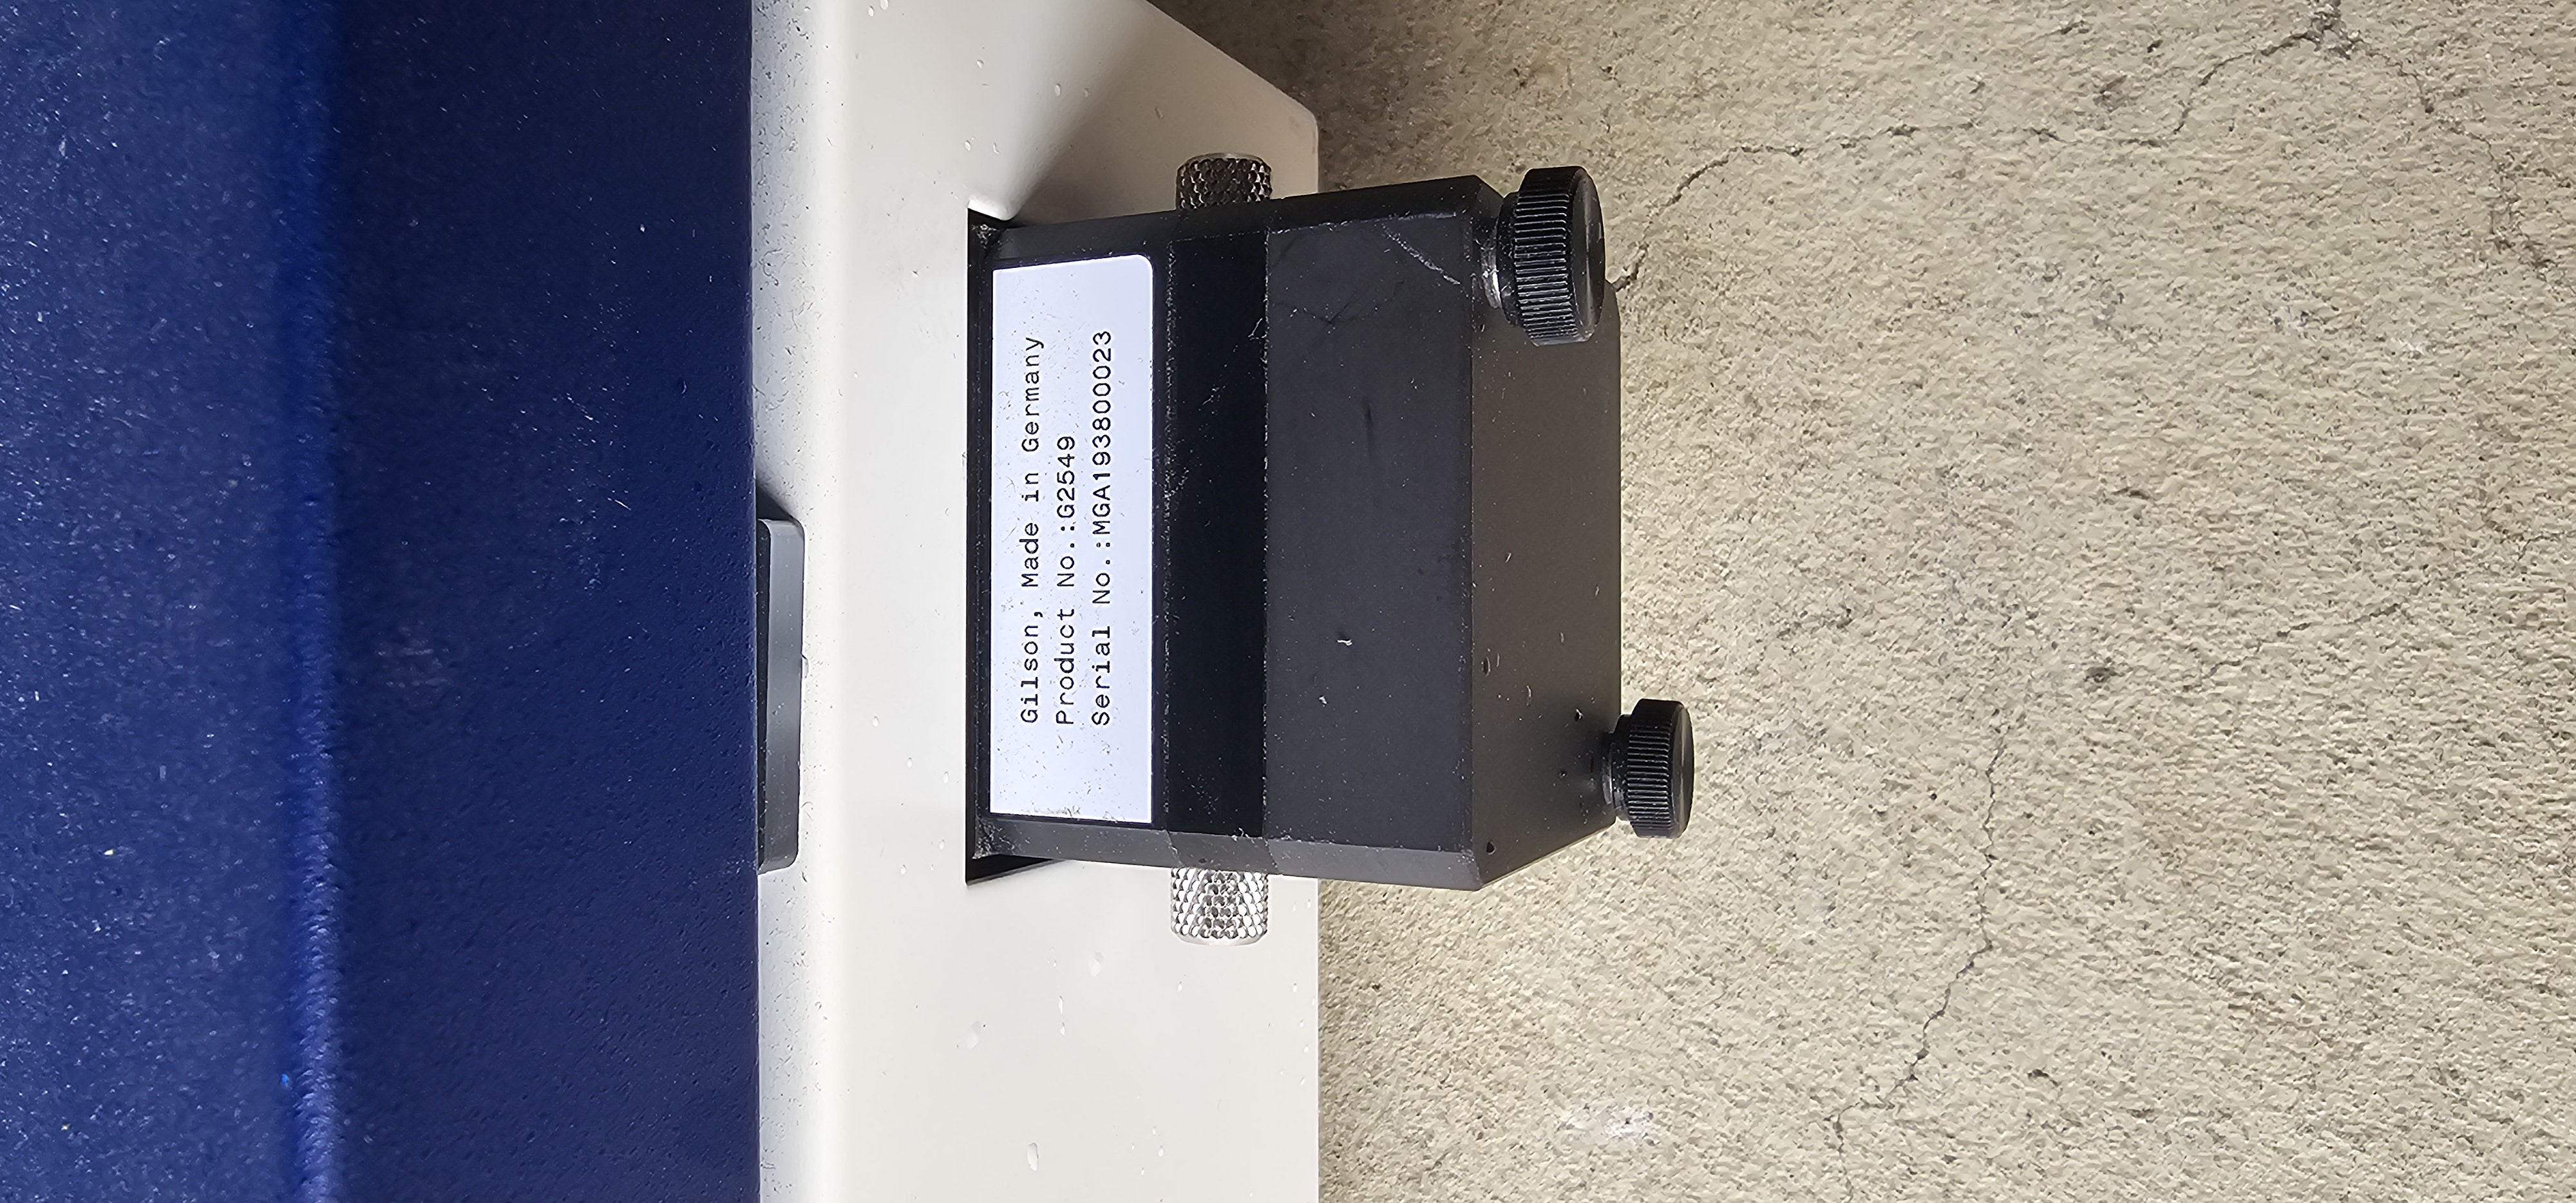 Gilson, Made in Germany
Product No.:G2549
Serial No.:MGA193800023